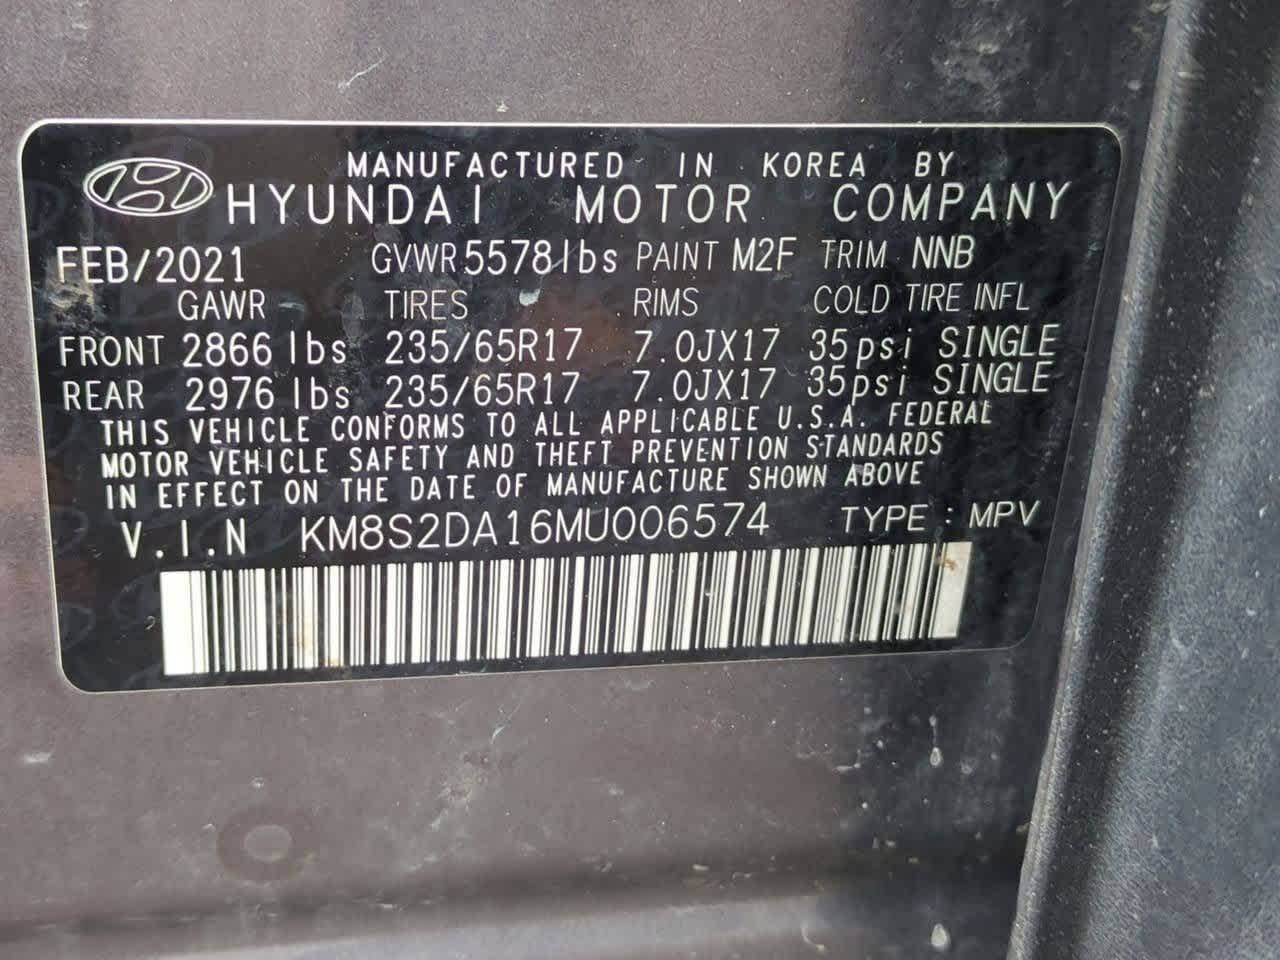 MANUFACTURED IN KOREA BY
HYUNDAI MOTOR COMPANY
FEB/2021 GVWR 5578lbs PAINT M2F TRIM NNB
GAWR TIRES RIMS COLD TIRE INFL
FRONT 2866 lbs 235/65R17 7.0JX17 35psi SINGLE
REAR 2976 lbs 235/65R17 7.0JX17 35psi SINGLE
THIS VEHICLE CONFORMS TO ALL APPLICABLE U.S.A. FEDERAL
MOTOR VEHICLE SAFETY AND THEFT PREVENTION STANDARDS
IN EFFECT ON THE DATE OF MANUFACTURE SHOWN ABOVE
V.I.N KM8S2DA16MU006574 TYPE : MPV